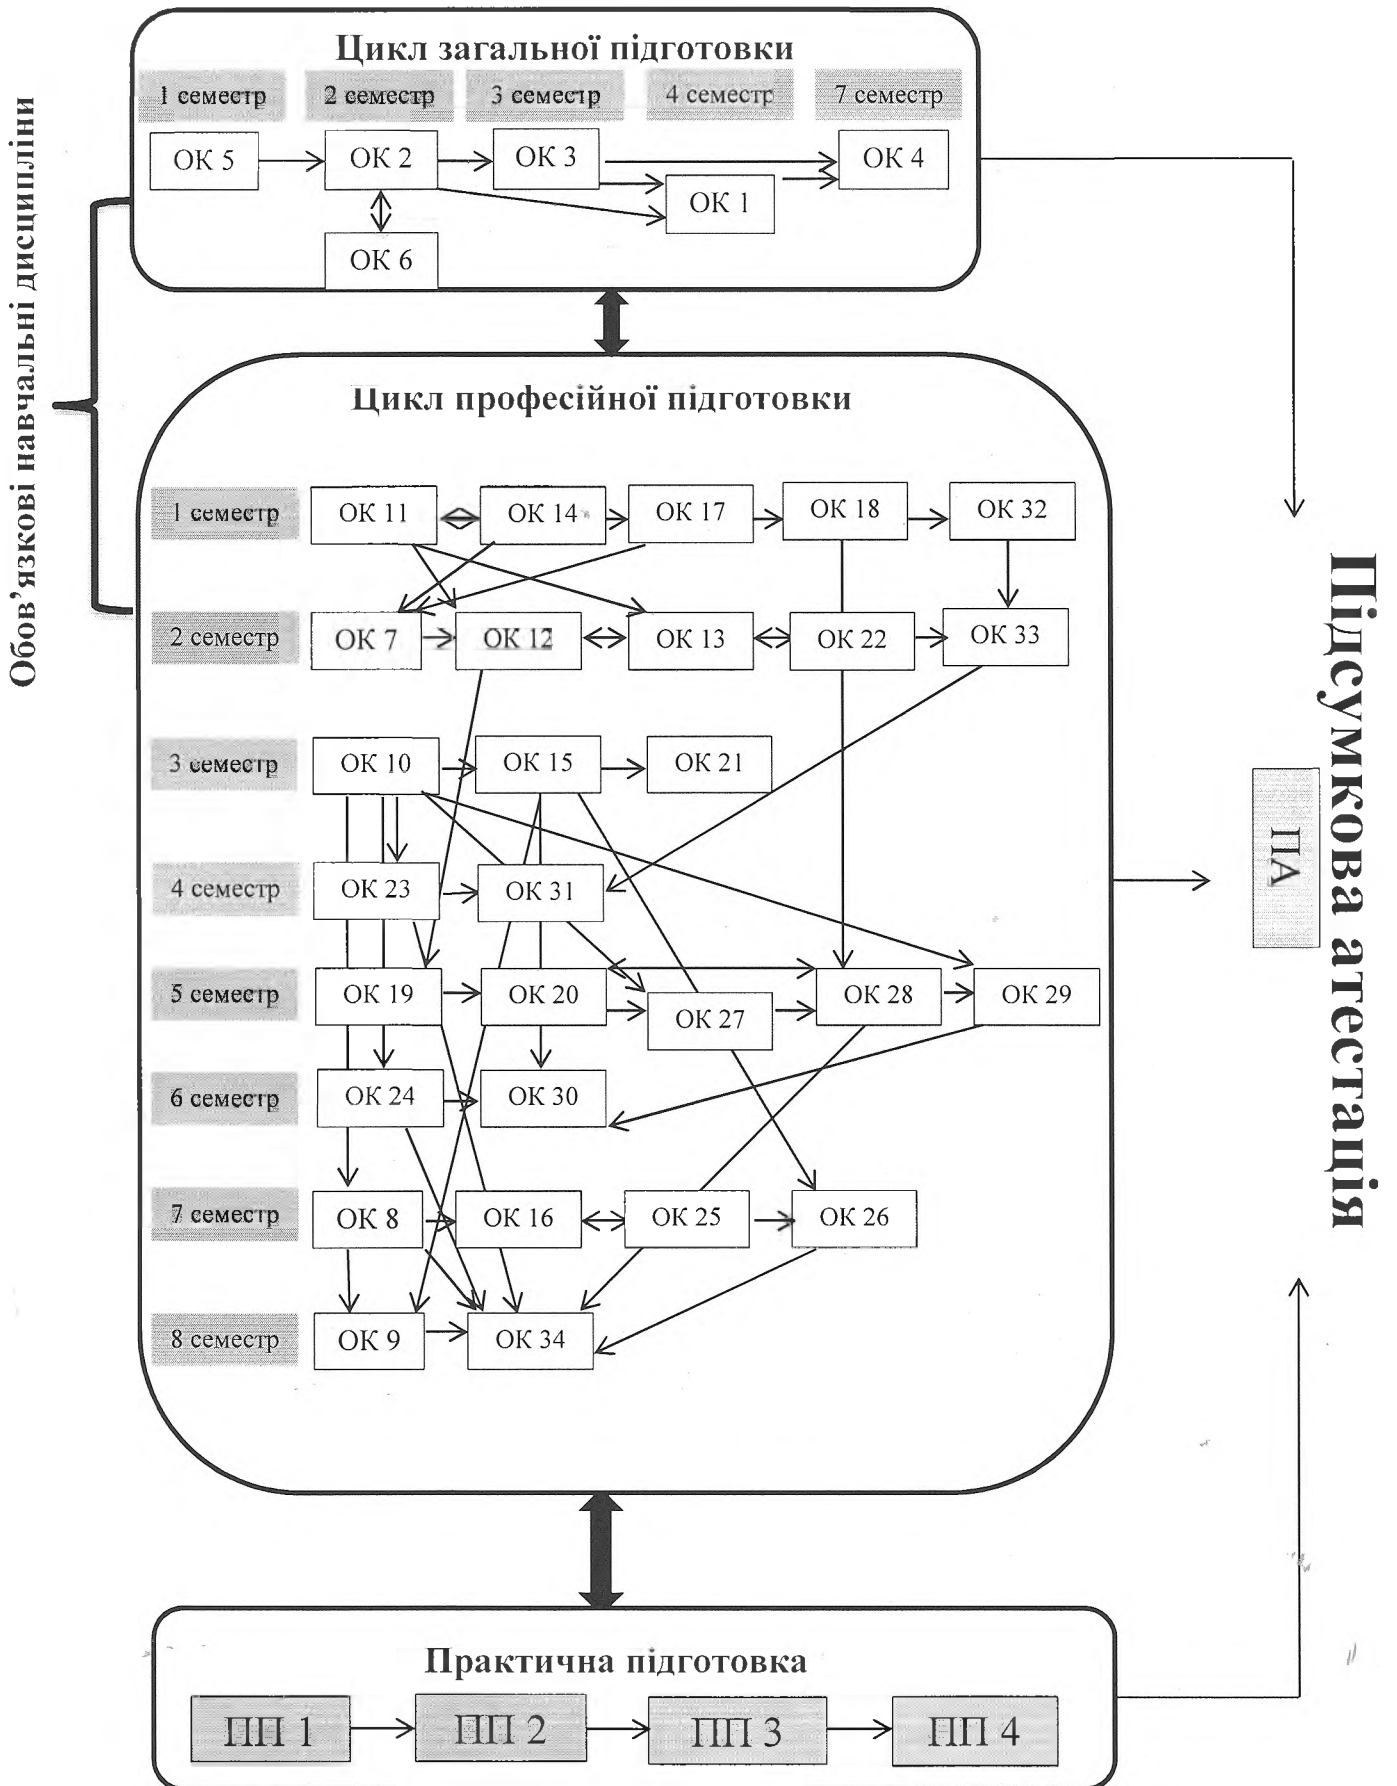 Цикл загальної підготовки
1 семестр 2 семестр 3 семестр 4 семестр 7 семестр
ОК 5 ОК 2 ОК 3 ОК 4
ОК 1
ОК 6
Обов’язкові навчальні дисципліни
Цикл професійної підготовки
1 семестр ОК 11 ОК 14 ОК 17 ОК 18 ОК 32
2 семестр ОК 7 ОК 12 ОК 13 ОК 22 ОК 33
3 семестр ОК 10 ОК 15 ОК 21
4 семестр ОК 23 ОК 31
5 семестр ОК 19 ОК 20 ОК 27 ОК 28 ОК 29
6 семестр ОК 24 ОК 30
7 семестр ОК 8 ОК 16 ОК 25 ОК 26
8 семестр ОК 9 ОК 34
Підсумкова атестація
ПА
Практична підготовка
ПП 1 ПП 2 ПП 3 ПП 4